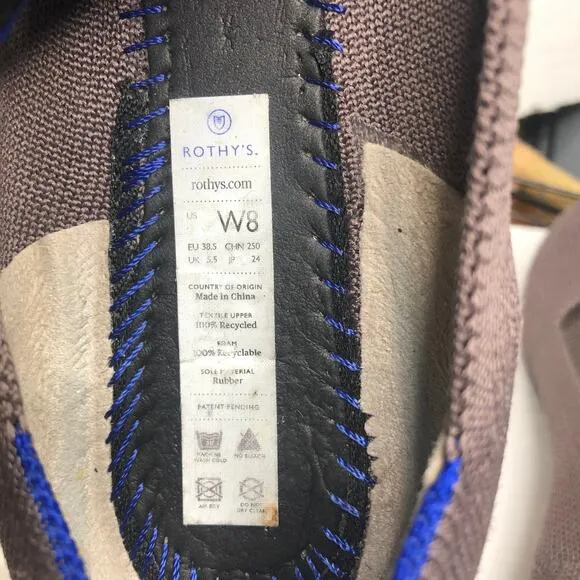 ROTHY'S.
rothys.com
US W8
EU 38.5 CHN 250
UK 5.5 JP 24
COUNTRY OF ORIGIN
Made in China
TEXTILE UPPER
100% Recycled
FOAM
100% Recyclable
SOLE MATERIAL
Rubber
PATENT PENDING
MACHINE NO BLEACH
WASH COLD
AIR DRY DO NOT
DRY CLEAN